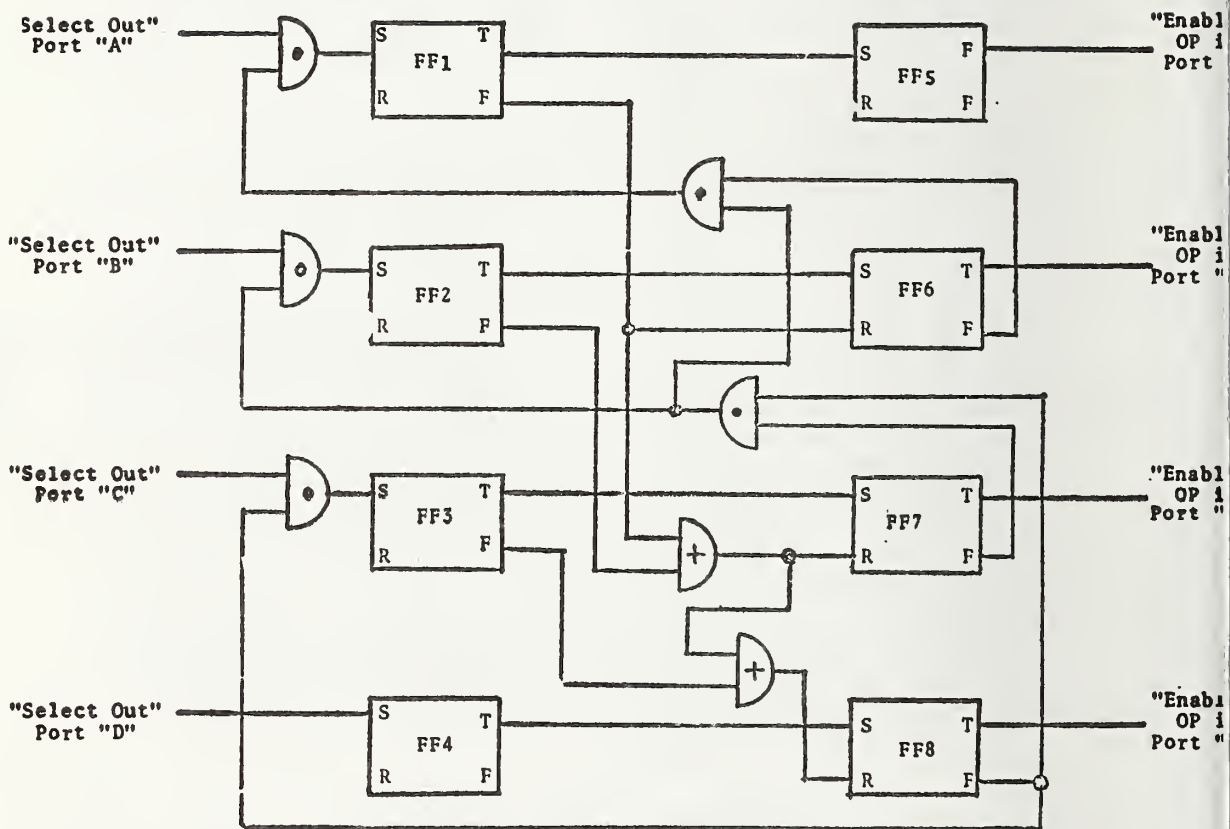 Select Out"
Port "A"
S T
FF1
R F
S F
FF5
R F
"Enabl
OP i
Port
"Select Out"
Port "B"
S T
FF2
R F
S T
FF6
R F
"Enabl
OP i
Port "
"Select Out"
Port "C"
S T
FF3
R F
S T
FF7
R F
+
"Enabl
OP i
Port "
+
"Select Out"
Port "D"
S T
FF4
R F
S T
FF8
R F
"Enabl
OP i
Port "